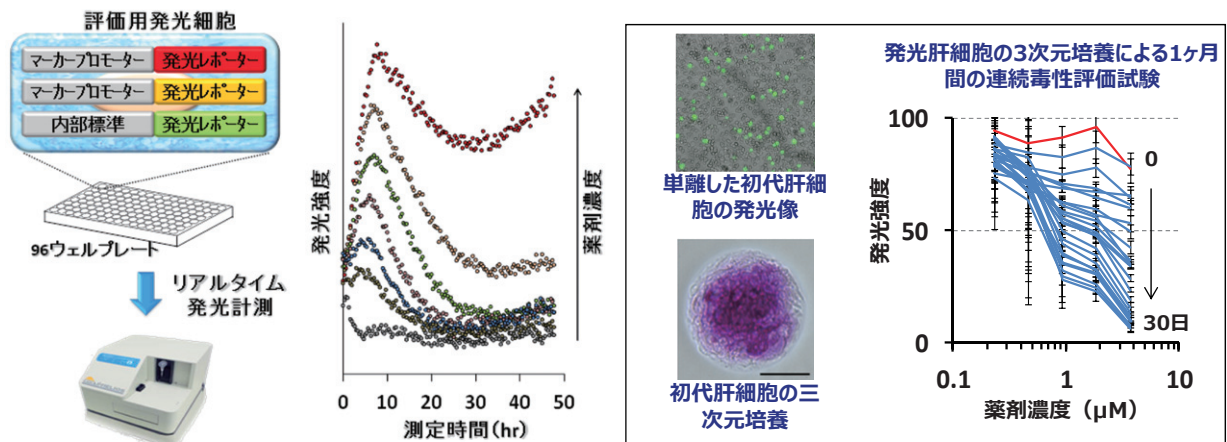 評価用発光細胞
マーカープロモーター 発光レポーター
マーカープロモーター 発光レポーター
内部標準 発光レポーター
96ウェルプレート
リアルタイム
発光計測
発光強度
薬剤濃度
0 10 20 30 40 50
測定時間(hr)
単離した初代肝細
胞の発光像
初代肝細胞の三
次元培養
発光肝細胞の3次元培養による1ヶ月
間の連続毒性評価試験
発光強度
100
50
0
0
30日
0.1 1 10
薬剤濃度（μM）